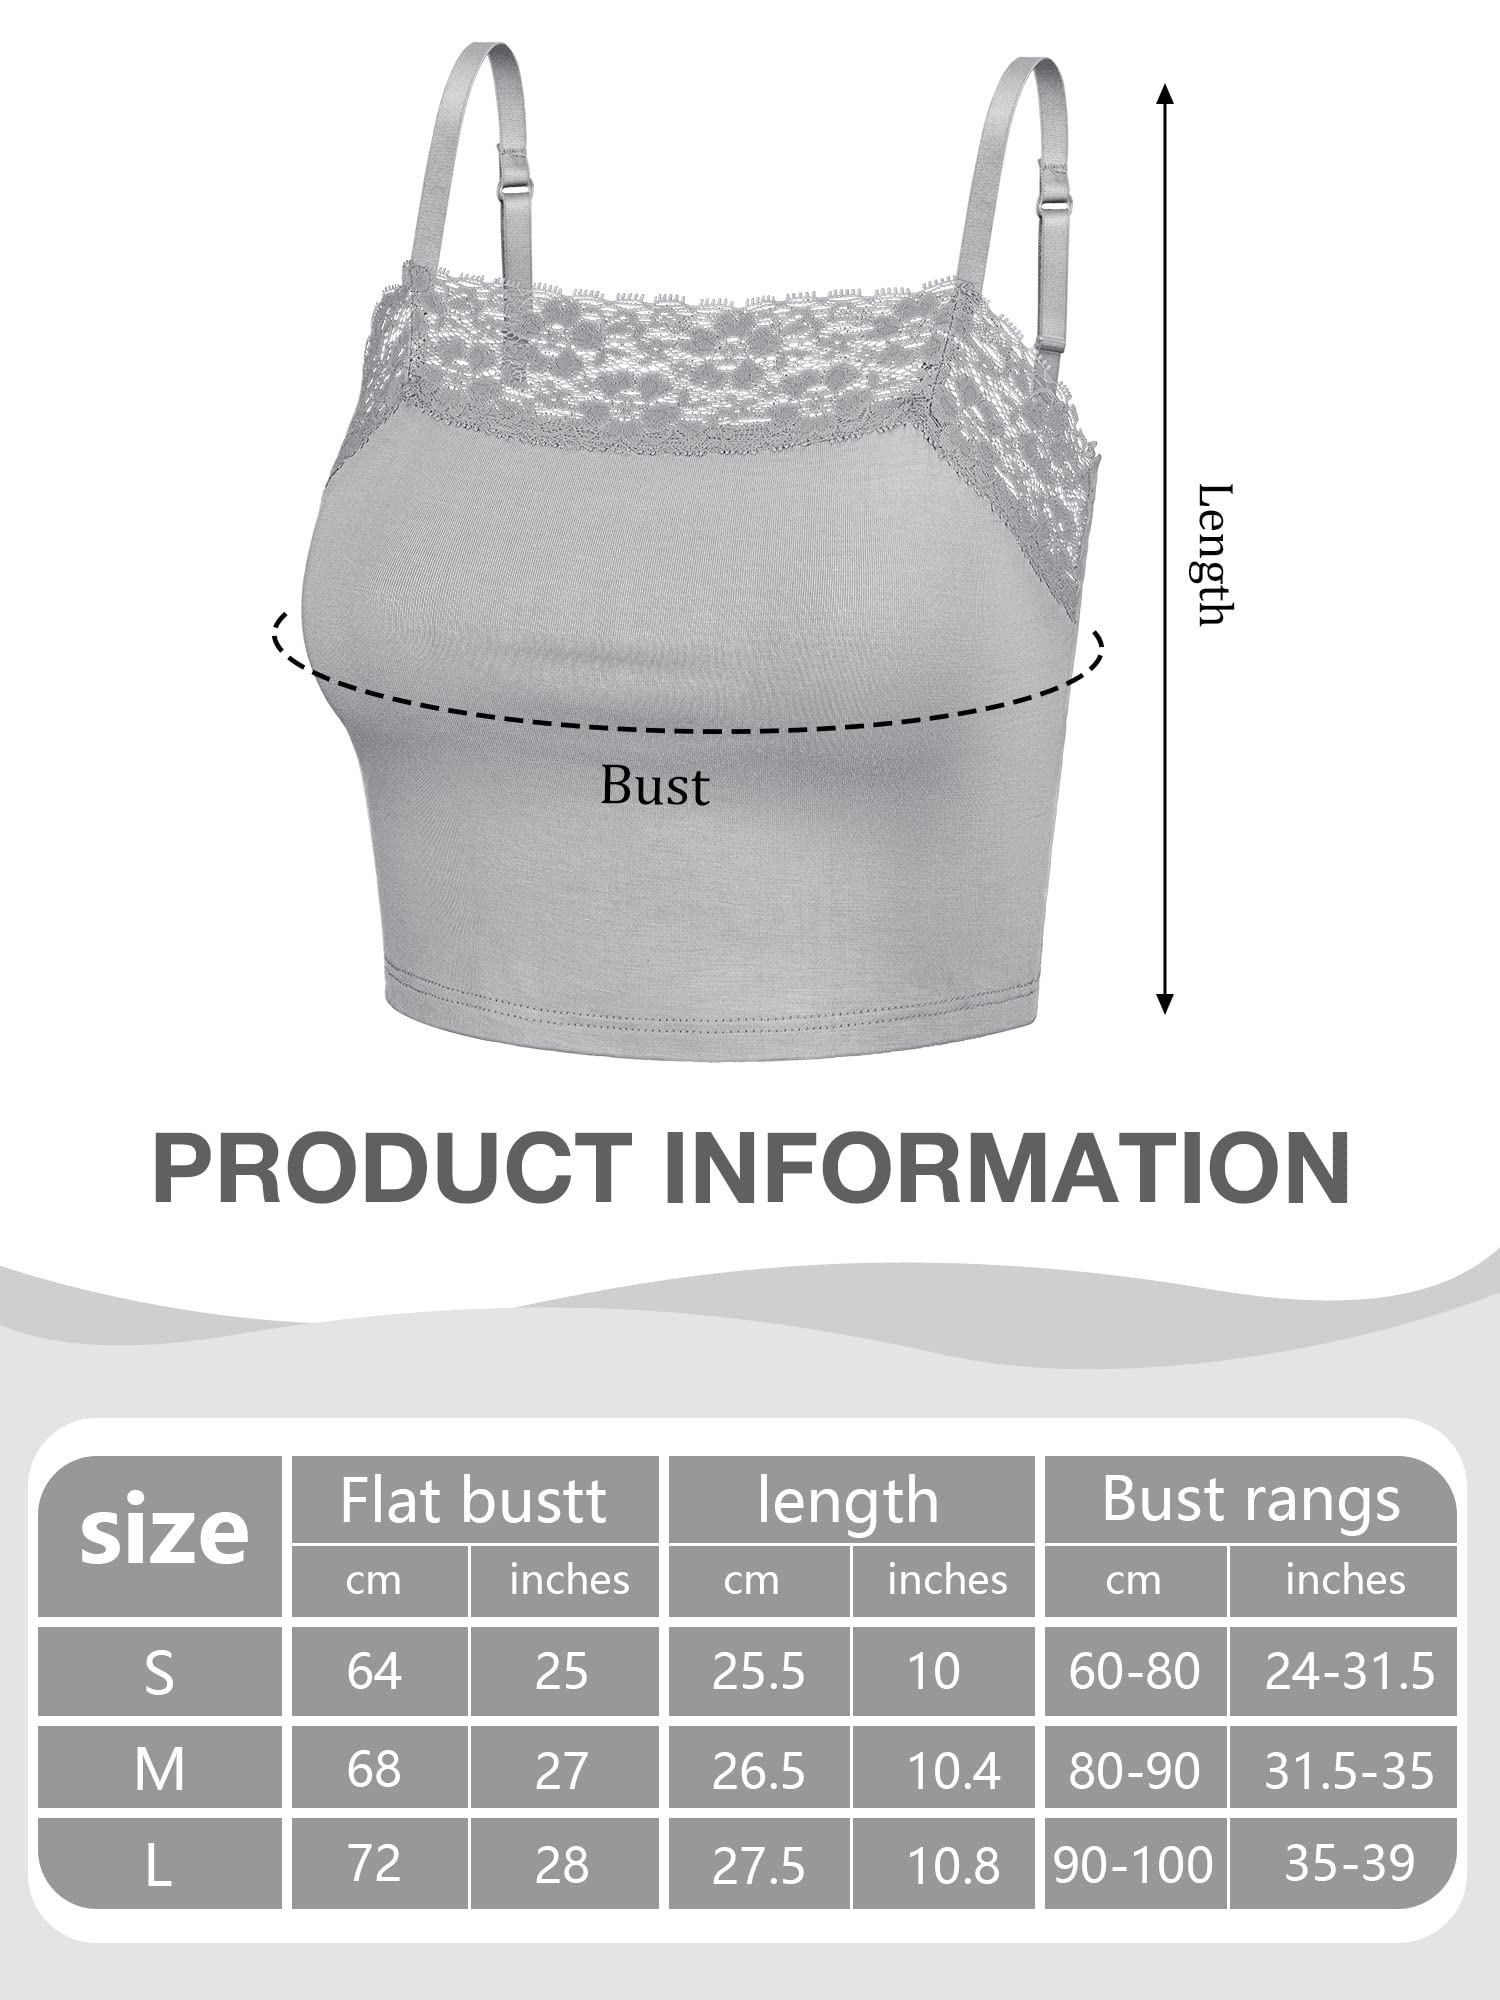 Length
Bust
PRODUCT INFORMATION
size Flat bustt length Bust rangs
cm inches cm inches cm inches
S 64 25 25.5 10 60-80 24-31.5
M 68 27 26.5 10.4 80-90 31.5-35
L 72 28 27.5 10.8 90-100 35-39